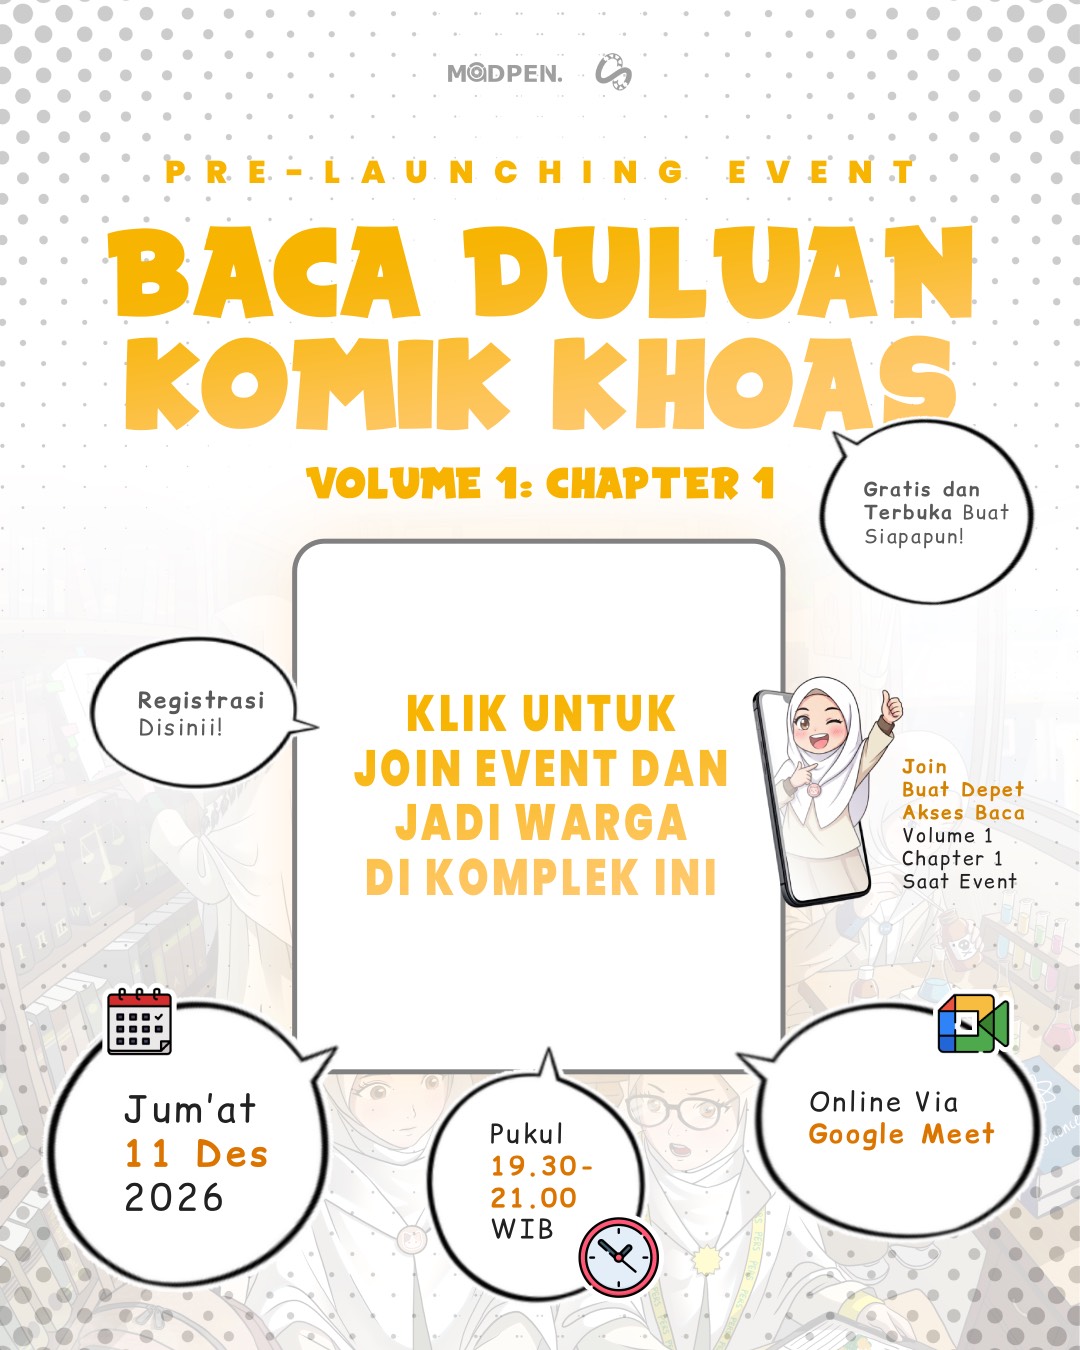 MODPEN.
PRE-LAUNCHING EVENT
BACA DULUAN
KOMIK KHOAS
VOLUME 1: CHAPTER 1
Gratis dan
Terbuka Buat
Siapapun!
Registrasi
Disinii!
KLIK UNTUK
JOIN EVENT DAN
JADI WARGA
DI KOMPLEK INI
Join
Buat Depet
Akses Baca
Volume 1
Chapter 1
Saat Event
Jum'at
11 Des
2026
Pukul
19.30-
21.00
WIB
Online Via
Google Meet